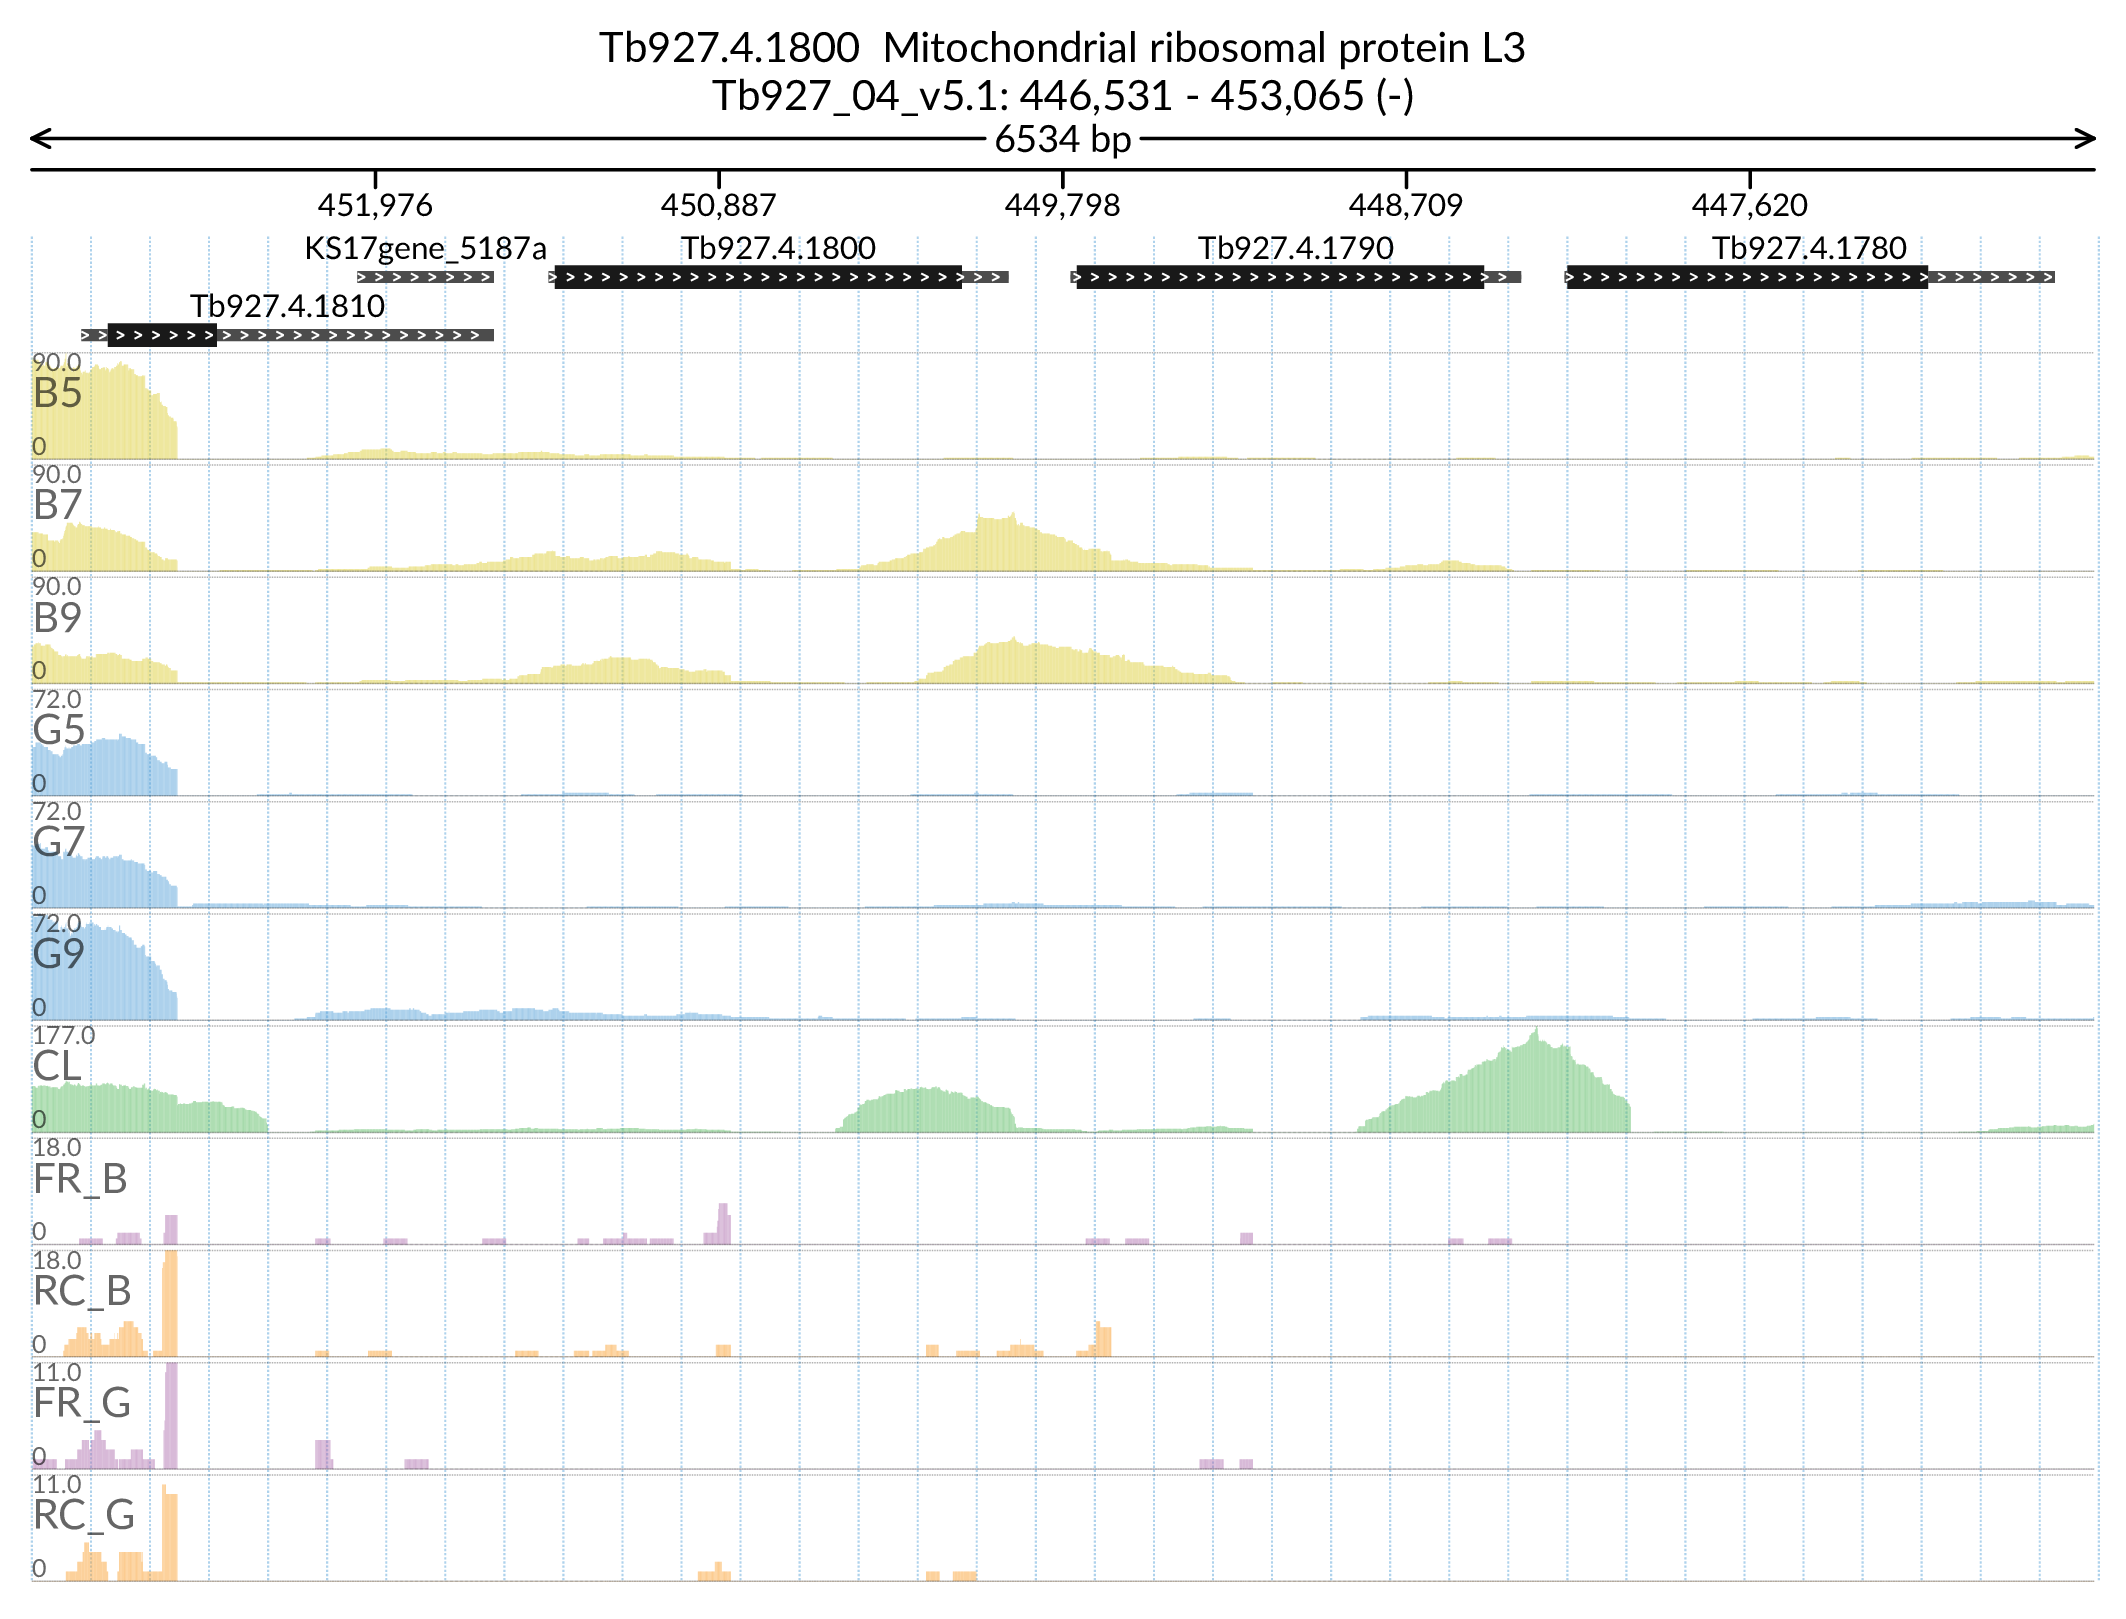 Tb927.4.1800  Mitochondrial ribosomal protein L3
Tb927_04_v5.1: 446,531 - 453,065 (-)
6534 bp
451,976 450,887 449,798 448,709 447,620
KS17gene_5187a Tb927.4.1800 Tb927.4.1790 Tb927.4.1780
Tb927.4.1810
90.0
B5
0
90.0
B7
0
90.0
B9
0
72.0
G5
0
72.0
G7
0
72.0
G9
0
177.0
CL
0
18.0
FR_B
0
18.0
RC_B
0
11.0
FR_G
0
11.0
RC_G
0